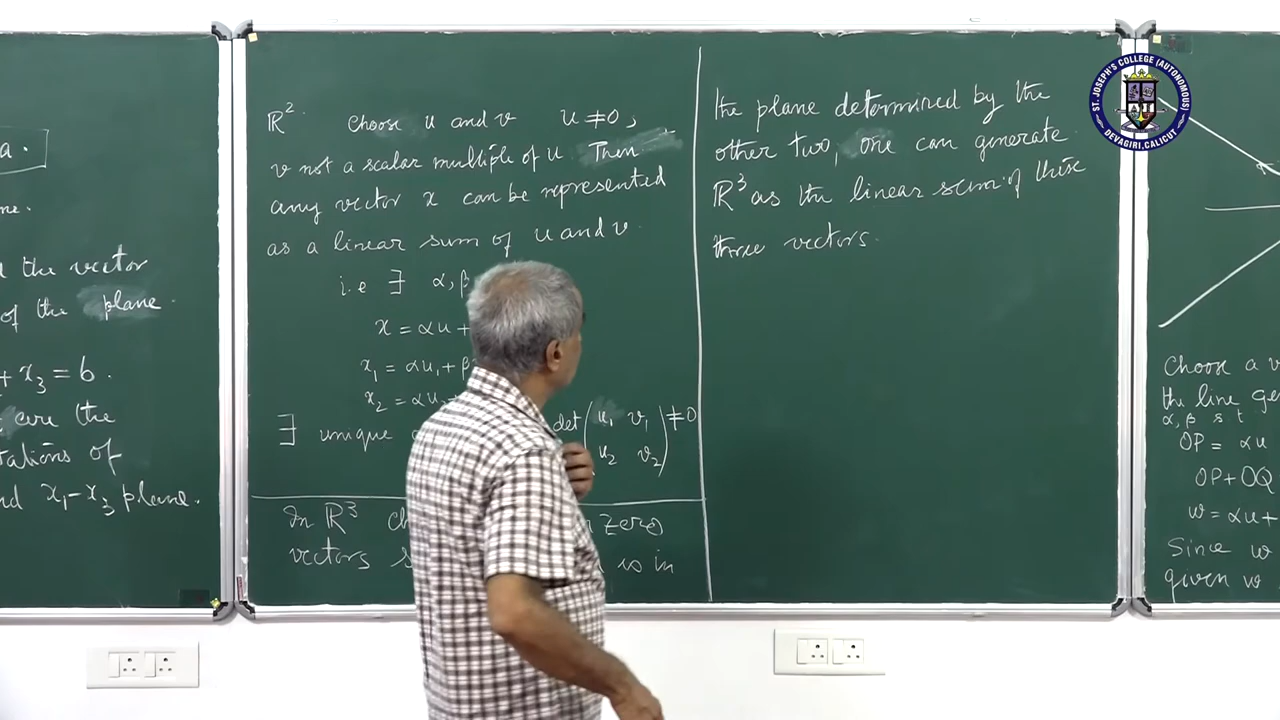 a.
ne.
the vector
of the plane.
+ x₃ = 6.
are the
tations of
nd x₁ - x₃ plane.
ℝ². Choose u and v u ≠ 0,
v not a scalar multiple of u. Then
any vector x can be represented
as a linear sum of u and v.
i.e ∃ α, β
x = αu +
x₁ = αu₁ + β
x₂ = αu₂
∃ unique det ( u₁ v₁ ) ≠ 0
u₂ v₂
In ℝ³ ch zero
vectors s is in
the plane determined by the
other two, one can generate
ℝ³ as the linear sum of these
three vectors.
ST. JOSEPH'S COLLEGE (AUTONOMOUS)
DEVAGIRI, CALICUT
Choose a v
the line ge
α, β s t
OP = αu
OP + OQ
w = αu +
Since w
given w